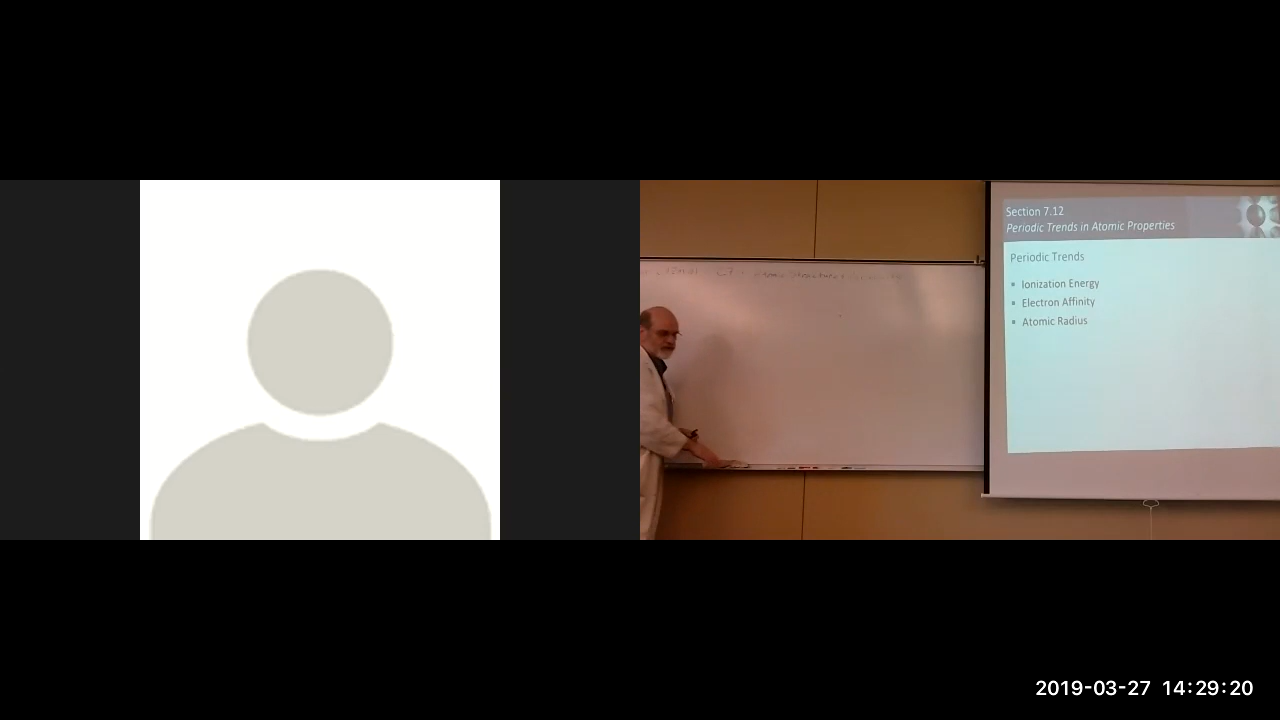 Section 7.12
Periodic Trends in Atomic Properties
Periodic Trends
▪ Ionization Energy
▪ Electron Affinity
▪ Atomic Radius
2019-03-27 14:29:20